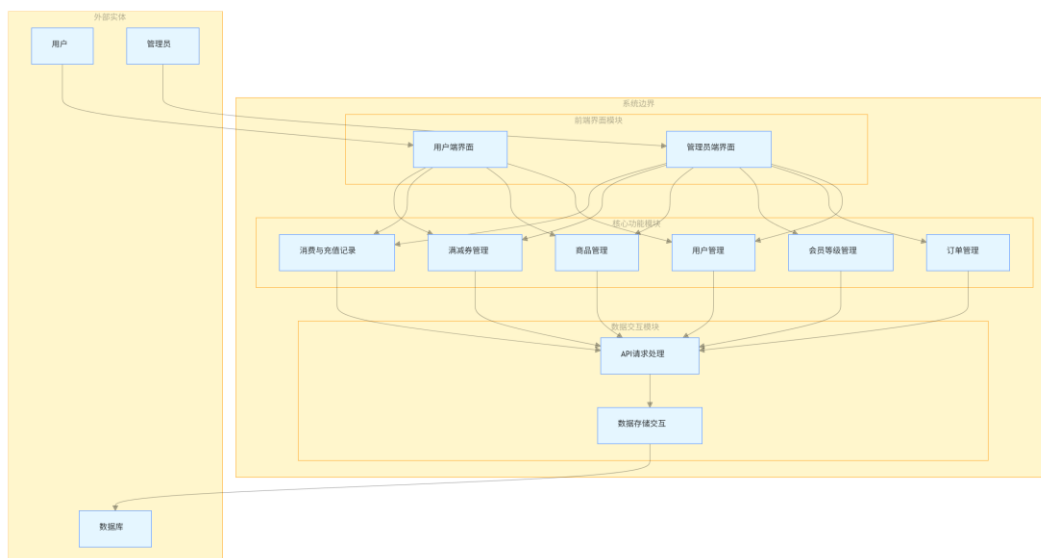 外部实体
用户
管理员
系统边界
前端界面模块
用户端界面
管理员端界面
核心功能模块
消费与充值记录
满减券管理
商品管理
用户管理
会员等级管理
订单管理
数据交互模块
API请求处理
数据存储交互
数据库